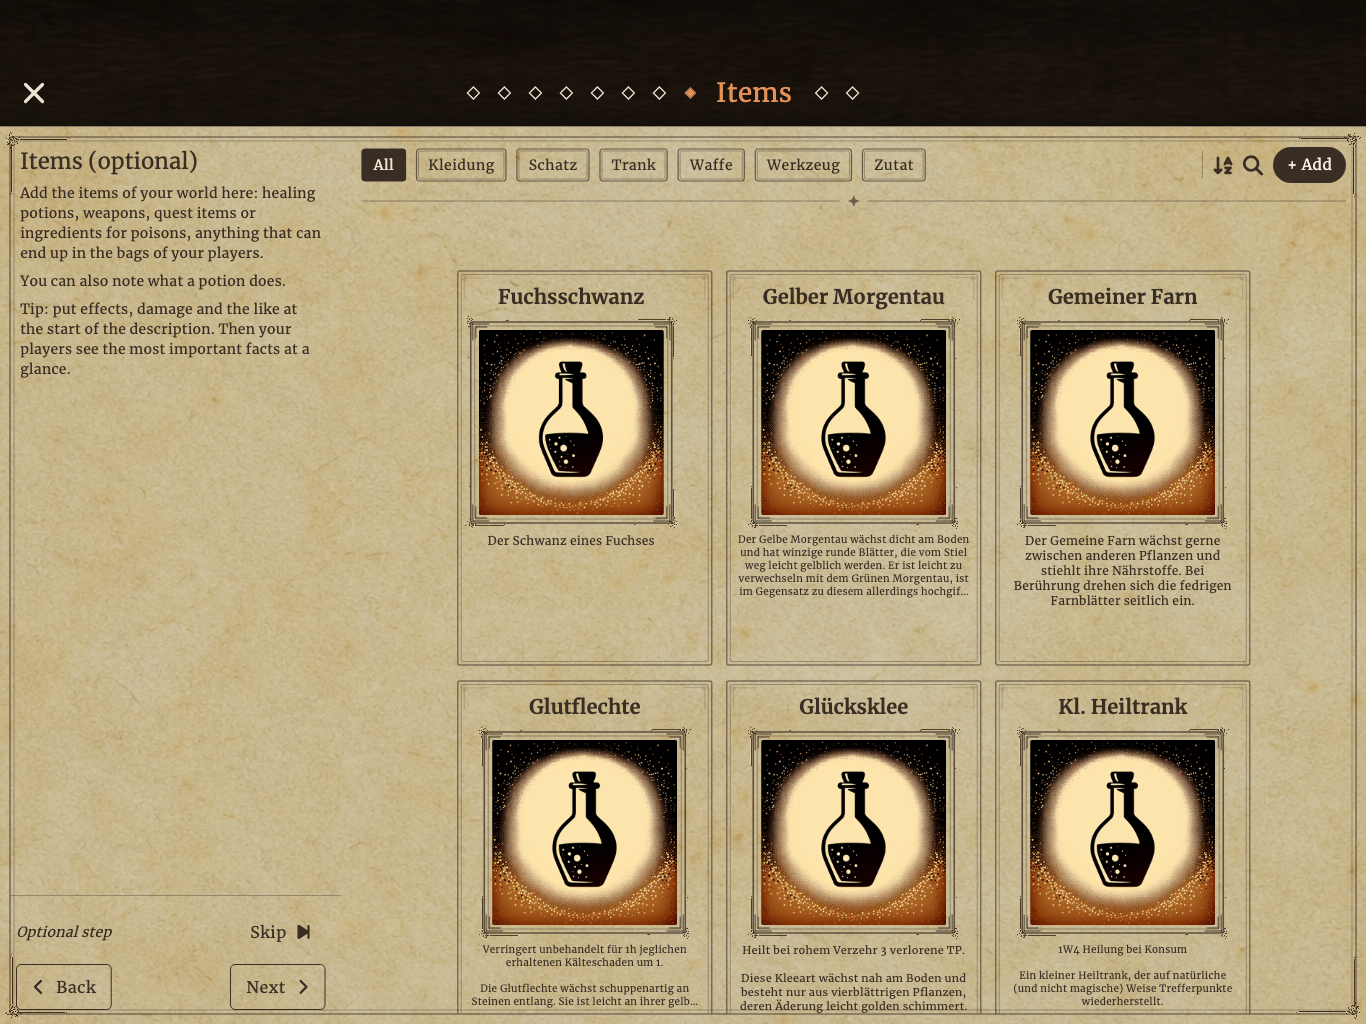 Items
Items (optional)
Add the items of your world here: healing
potions, weapons, quest items or
ingredients for poisons, anything that can
end up in the bags of your players.
You can also note what a potion does.
Tip: put effects, damage and the like at
the start of the description. Then your
players see the most important facts at a
glance.
Optional step
Skip
Back
Next
All
Kleidung
Schatz
Trank
Waffe
Werkzeug
Zutat
+ Add
Fuchsschwanz
Der Schwanz eines Fuchses
Gelber Morgentau
Der Gelbe Morgentau wächst dicht am Boden
und hat winzige runde Blätter, die vom Stiel
weg leicht gelblich werden. Er ist leicht zu
verwechseln mit dem Grünen Morgentau, ist
im Gegensatz zu diesem allerdings hochgif...
Gemeiner Farn
Der Gemeine Farn wächst gerne
zwischen anderen Pflanzen und
stiehlt ihre Nährstoffe. Bei
Berührung drehen sich die fedrigen
Farnblätter seitlich ein.
Glutflechte
Verringert unbehandelt für 1h jeglichen
erhaltenen Kälteschaden um 1.
Die Glutflechte wächst schuppenartig an
Steinen entlang. Sie ist leicht an ihrer gelb...
Glücksklee
Heilt bei rohem Verzehr 3 verlorene TP.
Diese Kleeart wächst nah am Boden und
besteht nur aus vierblättrigen Pflanzen,
deren Äderung leicht golden schimmert.
Kl. Heiltrank
1W4 Heilung bei Konsum
Ein kleiner Heiltrank, der auf natürliche
(und nicht magische) Weise Trefferpunkte
wiederherstellt.